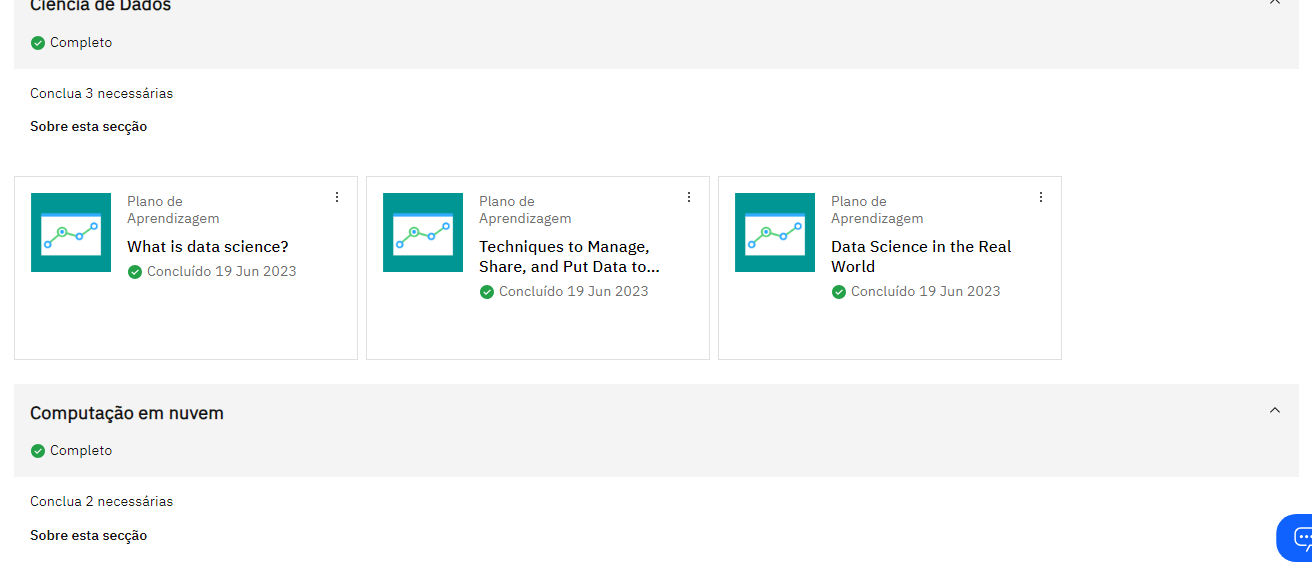 Ciência de Dados
Completo
Conclua 3 necessárias
Sobre esta secção
Plano de
Aprendizagem
What is data science?
Concluído 19 Jun 2023
Plano de
Aprendizagem
Techniques to Manage,
Share, and Put Data to...
Concluído 19 Jun 2023
Plano de
Aprendizagem
Data Science in the Real
World
Concluído 19 Jun 2023
Computação em nuvem
Completo
Conclua 2 necessárias
Sobre esta secção